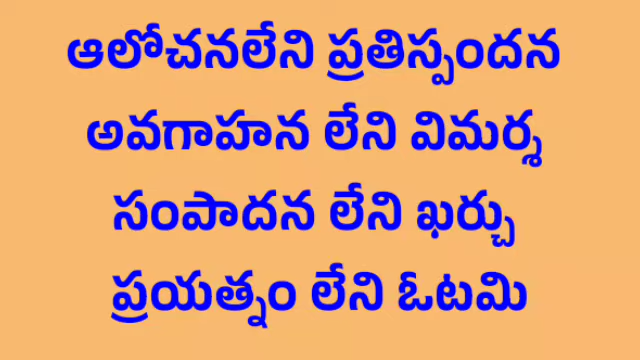 ఆలోచనలేని ప్రతిస్పందన
అవగాహన లేని విమర్శ
సంపాదన లేని ఖర్చు
ప్రయత్నం లేని ఓటమి